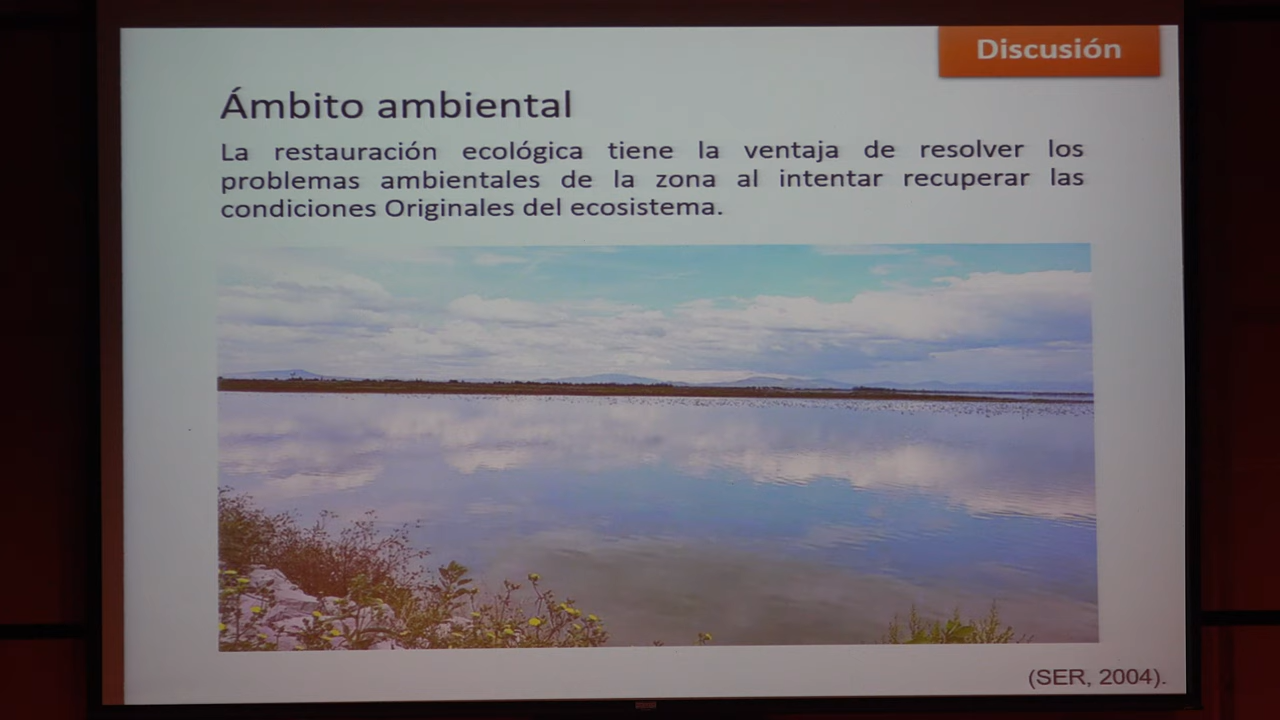 Discusión
Ámbito ambiental
La restauración ecológica tiene la ventaja de resolver los
problemas ambientales de la zona al intentar recuperar las
condiciones Originales del ecosistema.
(SER, 2004).